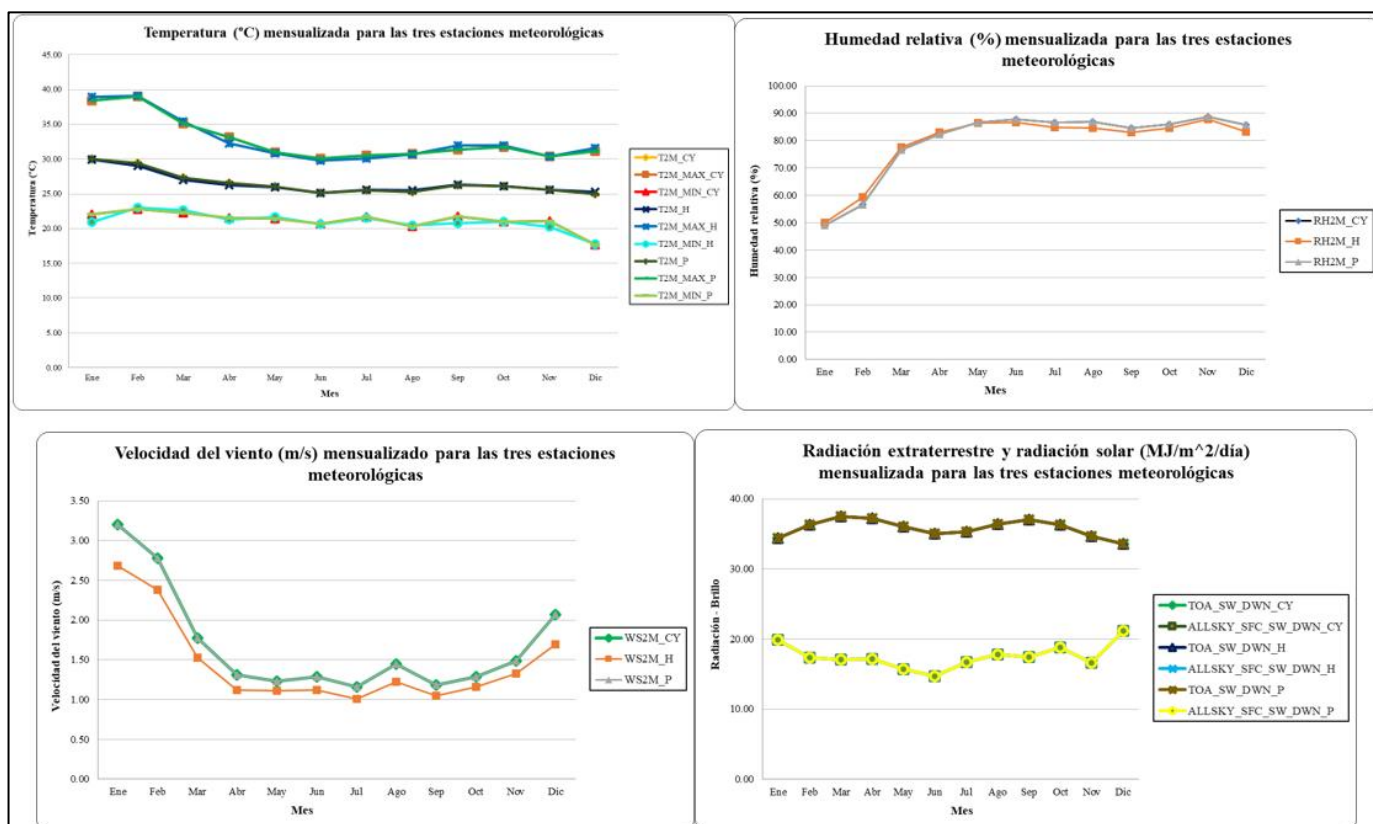 Temperatura (°C) mensualizada para las tres estaciones meteorológicas
45.00
40.00
35.00
30.00
25.00
20.00
15.00
10.00
5.00
0.00
Temperatura (°C)
Ene Feb Mar Abr May Jun Jul Ago Sep Oct Nov Dic
Mes
T2M_CY
T2M_MAX_CY
T2M_MIN_CY
T2M_H
T2M_MAX_H
T2M_MIN_H
T2M_P
T2M_MAX_P
T2M_MIN_P
Humedad relativa (%) mensualizada para las tres estaciones
meteorológicas
100.00
90.00
80.00
70.00
60.00
50.00
40.00
30.00
20.00
10.00
0.00
Humedad relativa (%)
Ene Feb Mar Abr May Jun Jul Ago Sep Oct Nov Dic
Mes
RH2M_CY
RH2M_H
RH2M_P
Velocidad del viento (m/s) mensualizado para las tres estaciones
meteorológicas
3.50
3.00
2.50
2.00
1.50
1.00
0.50
0.00
Velocidad del viento (m/s)
Ene Feb Mar Abr May Jun Jul Ago Sep Oct Nov Dic
Mes
WS2M_CY
WS2M_H
WS2M_P
Radiación extraterrestre y radiación solar (MJ/m^2/día)
mensualizada para las tres estaciones meteorológicas
40.00
30.00
20.00
10.00
0.00
Radiación - Brillo
Ene Feb Mar Abr May Jun Jul Ago Sep Oct Nov Dic
Mes
TOA_SW_DWN_CY
ALLSKY_SFC_SW_DWN_CY
TOA_SW_DWN_H
ALLSKY_SFC_SW_DWN_H
TOA_SW_DWN_P
ALLSKY_SFC_SW_DWN_P